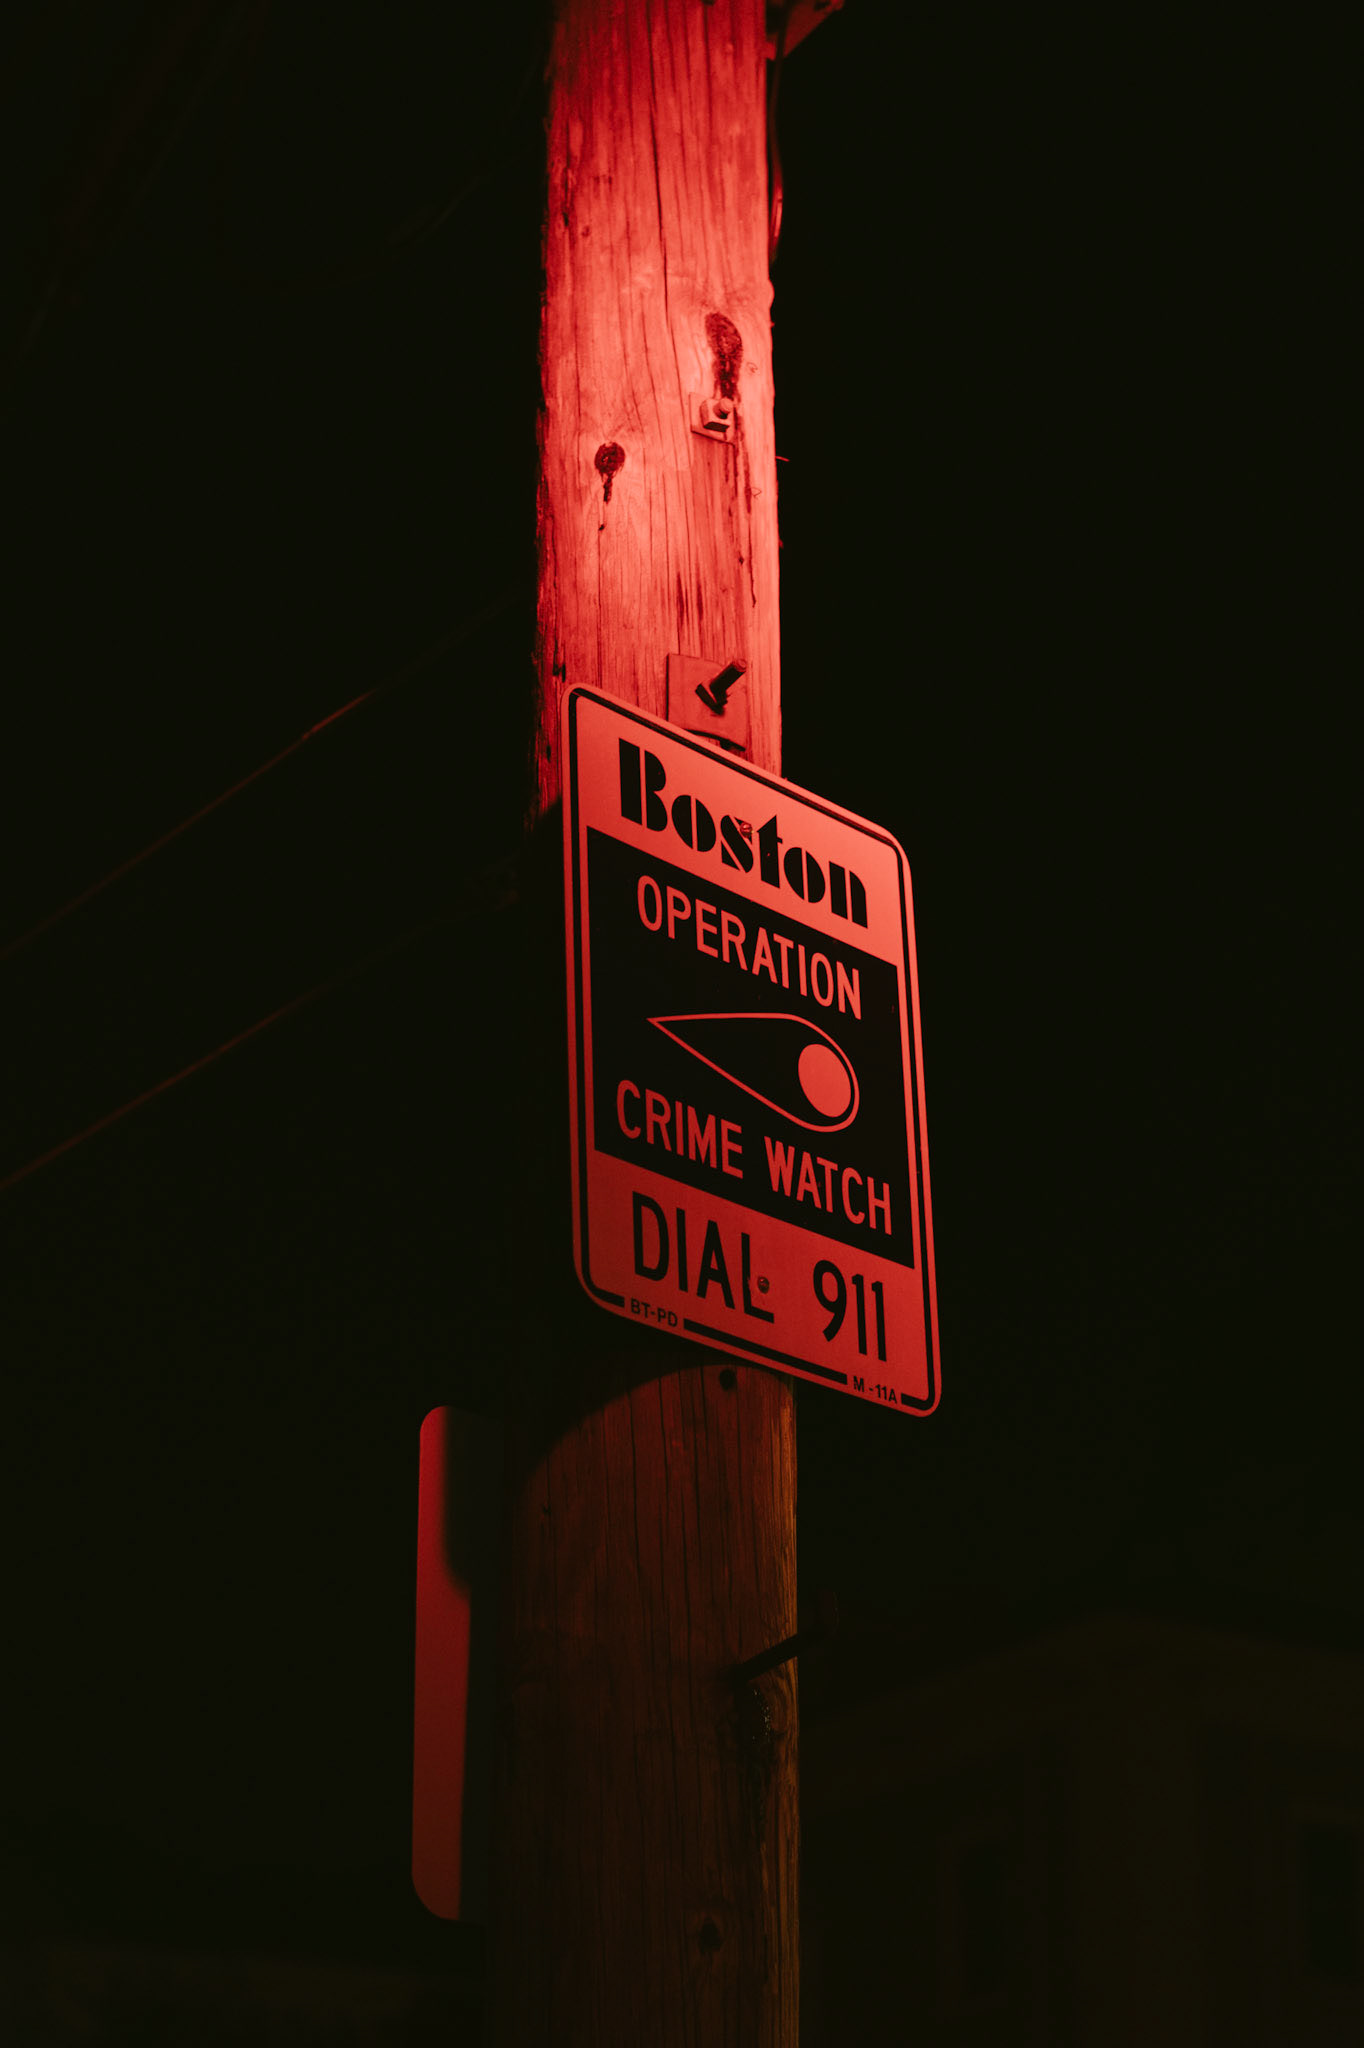 Boston
OPERATION
CRIME WATCH
DIAL 911
BT-PD
M-11A